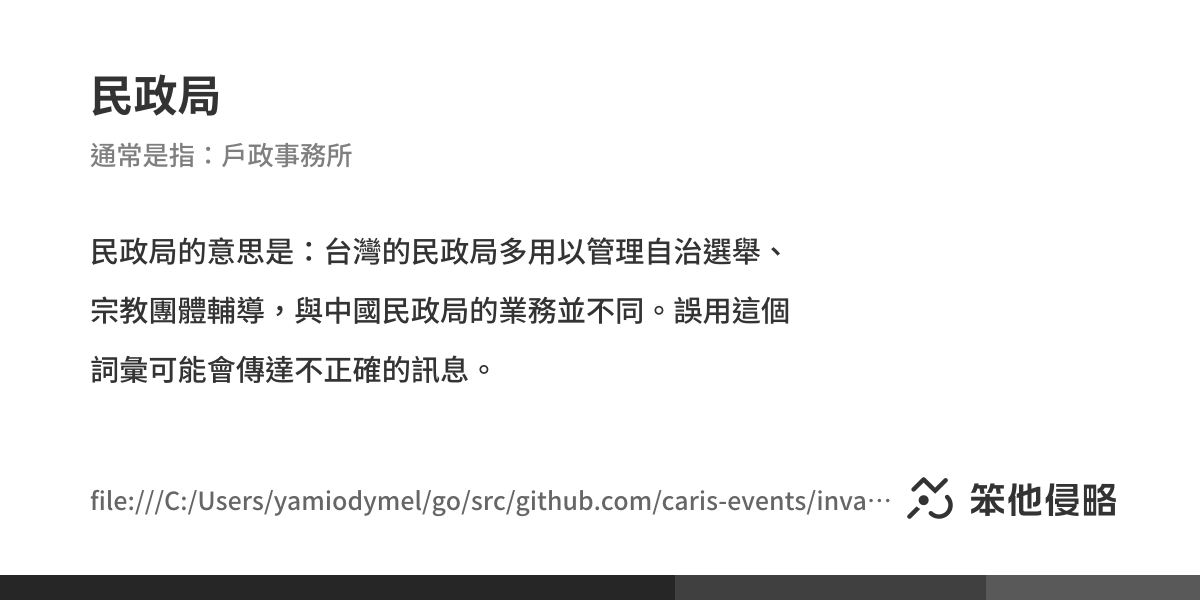 民政局
通常是指：戶政事務所
民政局的意思是：台灣的民政局多用以管理自治選舉、
宗教團體輔導，與中國民政局的業務並不同。誤用這個
詞彙可能會傳達不正確的訊息。
file:///C:/Users/yamiodymel/go/src/github.com/caris-events/inva⋯
笨他侵略